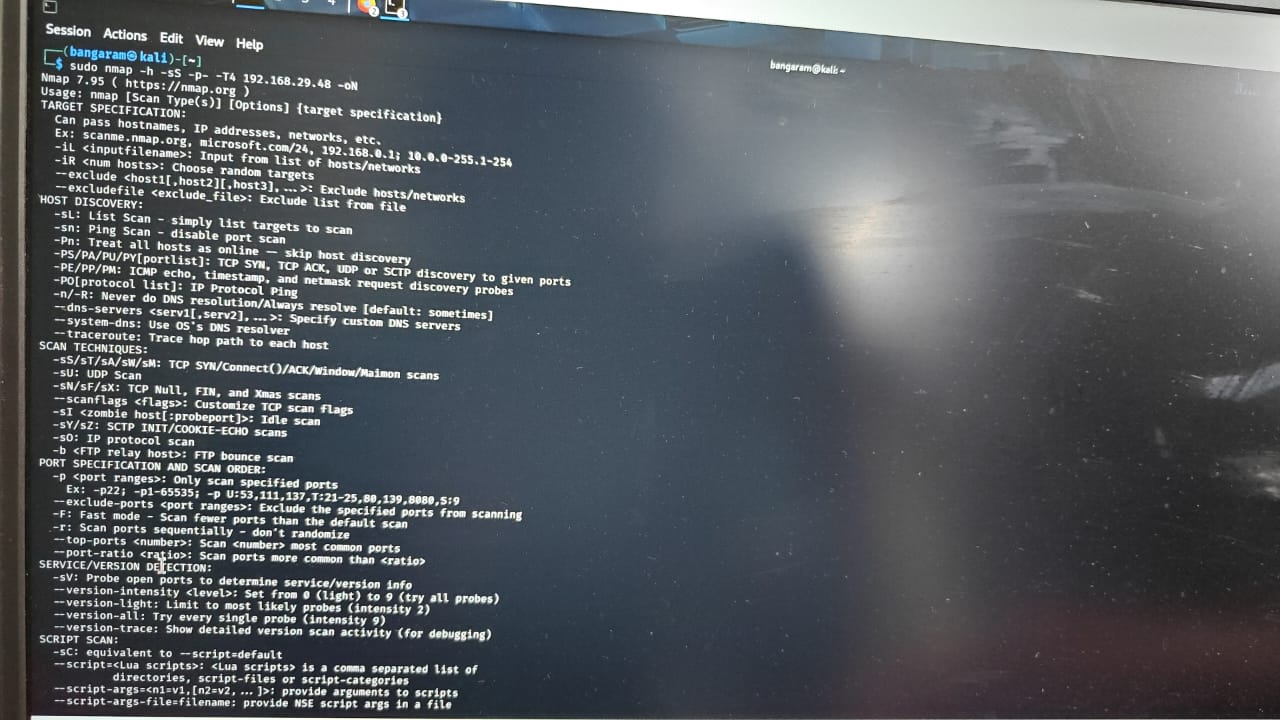 Session Actions Edit View Help
bangaram@kali: ~
(bangaram㉿kali)-[~]
$ sudo nmap -h -sS -p- -T4 192.168.29.48 -oN
Nmap 7.95 ( https://nmap.org )
Usage: nmap [Scan Type(s)] [Options] {target specification}
TARGET SPECIFICATION:
Can pass hostnames, IP addresses, networks, etc.
Ex: scanme.nmap.org, microsoft.com/24, 192.168.0.1; 10.0.0-255.1-254
-iL <inputfilename>: Input from list of hosts/networks
-iR <num hosts>: Choose random targets
--exclude <host1[,host2][,host3],...>: Exclude hosts/networks
--excludefile <exclude_file>: Exclude list from file
HOST DISCOVERY:
-sL: List Scan - simply list targets to scan
-sn: Ping Scan - disable port scan
-Pn: Treat all hosts as online -- skip host discovery
-PS/PA/PU/PY[portlist]: TCP SYN, TCP ACK, UDP or SCTP discovery to given ports
-PE/PP/PM: ICMP echo, timestamp, and netmask request discovery probes
-PO[protocol list]: IP Protocol Ping
-n/-R: Never do DNS resolution/Always resolve [default: sometimes]
--dns-servers <serv1[,serv2],...>: Specify custom DNS servers
--system-dns: Use OS's DNS resolver
--traceroute: Trace hop path to each host
SCAN TECHNIQUES:
-sS/sT/sA/sW/sM: TCP SYN/Connect()/ACK/Window/Maimon scans
-sU: UDP Scan
-sN/sF/sX: TCP Null, FIN, and Xmas scans
--scanflags <flags>: Customize TCP scan flags
-sI <zombie host[:probeport]>: Idle scan
-sY/sZ: SCTP INIT/COOKIE-ECHO scans
-sO: IP protocol scan
-b <FTP relay host>: FTP bounce scan
PORT SPECIFICATION AND SCAN ORDER:
-p <port ranges>: Only scan specified ports
Ex: -p22; -p1-65535; -p U:53,111,137,T:21-25,80,139,8080,S:9
--exclude-ports <port ranges>: Exclude the specified ports from scanning
-F: Fast mode - Scan fewer ports than the default scan
-r: Scan ports sequentially - don't randomize
--top-ports <number>: Scan <number> most common ports
--port-ratio <ratio>: Scan ports more common than <ratio>
SERVICE/VERSION DETECTION:
-sV: Probe open ports to determine service/version info
--version-intensity <level>: Set from 0 (light) to 9 (try all probes)
--version-light: Limit to most likely probes (intensity 2)
--version-all: Try every single probe (intensity 9)
--version-trace: Show detailed version scan activity (for debugging)
SCRIPT SCAN:
-sC: equivalent to --script=default
--script=<Lua scripts>: <Lua scripts> is a comma separated list of
directories, script-files or script-categories
--script-args=<n1=v1,[n2=v2,...]>: provide arguments to scripts
--script-args-file=filename: provide NSE script args in a file